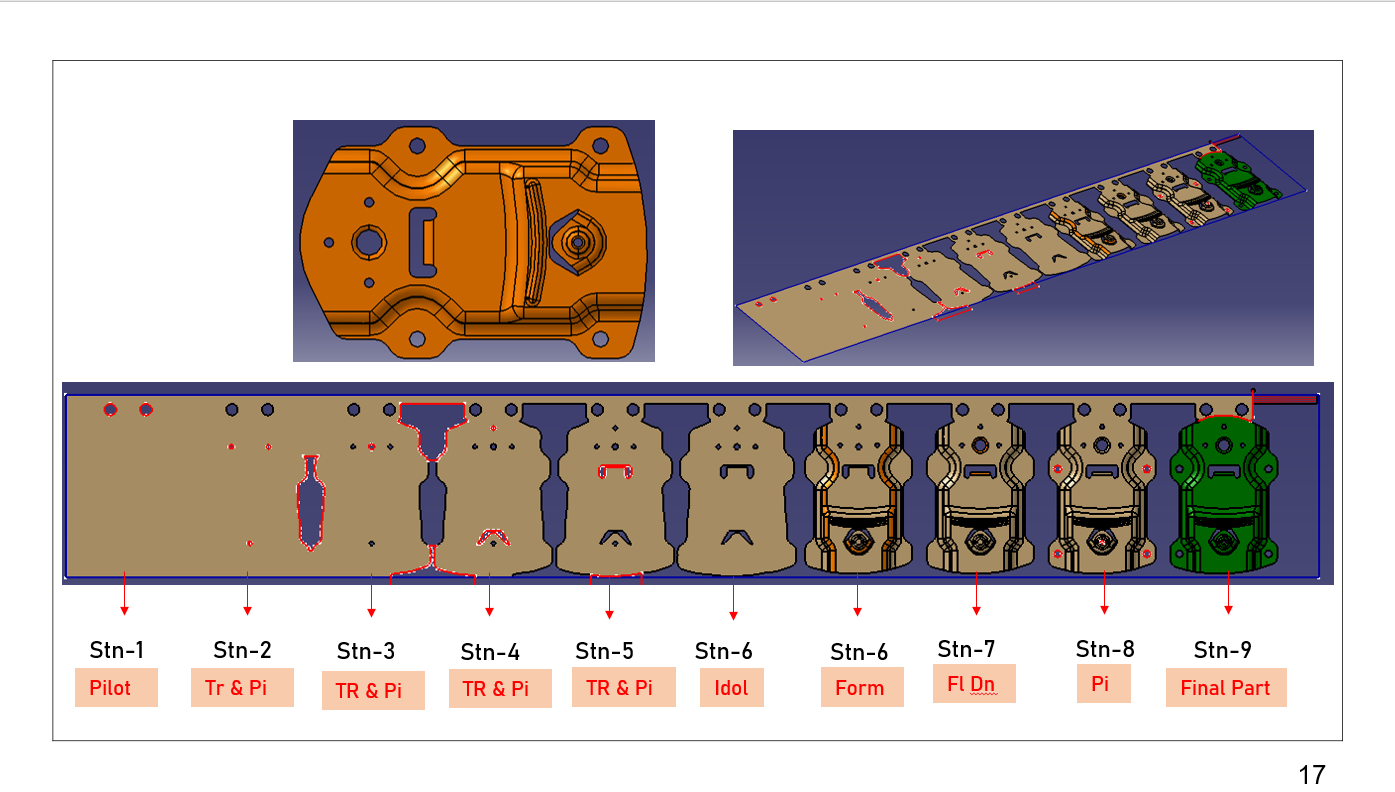 Stn-1 Stn-2 Stn-3 Stn-4 Stn-5 Stn-6 Stn-6 Stn-7 Stn-8 Stn-9
Pilot Tr & Pi TR & Pi TR & Pi TR & Pi Idol Form Fl Dn Pi Final Part
17